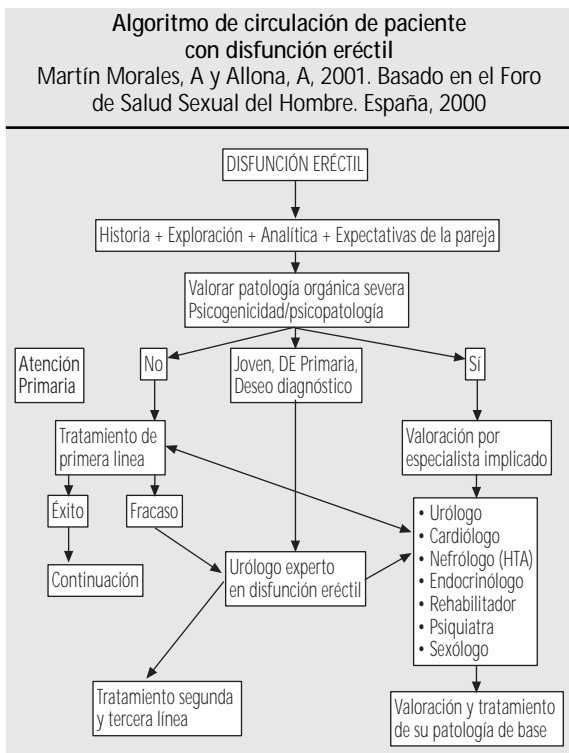 Algoritmo de circulación de paciente
con disfunción eréctil
Martín Morales, A y Allona, A, 2001. Basado en el Foro
de Salud Sexual del Hombre. España, 2000
DISFUNCIÓN ERÉCTIL
Historia + Exploración + Analítica + Expectativas de la pareja
Valorar patología orgánica severa
Psicogenicidad/psicopatología
Atención
Primaria
No
Joven, DE Primaria,
Deseo diagnóstico
Sí
Tratamiento de
primera linea
Valoración por
especialista implicado
Éxito
Fracaso
• Urólogo
• Cardiólogo
• Nefrólogo (HTA)
• Endocrinólogo
• Rehabilitador
• Psiquiatra
• Sexólogo
Continuación
Urólogo experto
en disfunción eréctil
Tratamiento segunda
y tercera línea
Valoración y tratamiento
de su patología de base